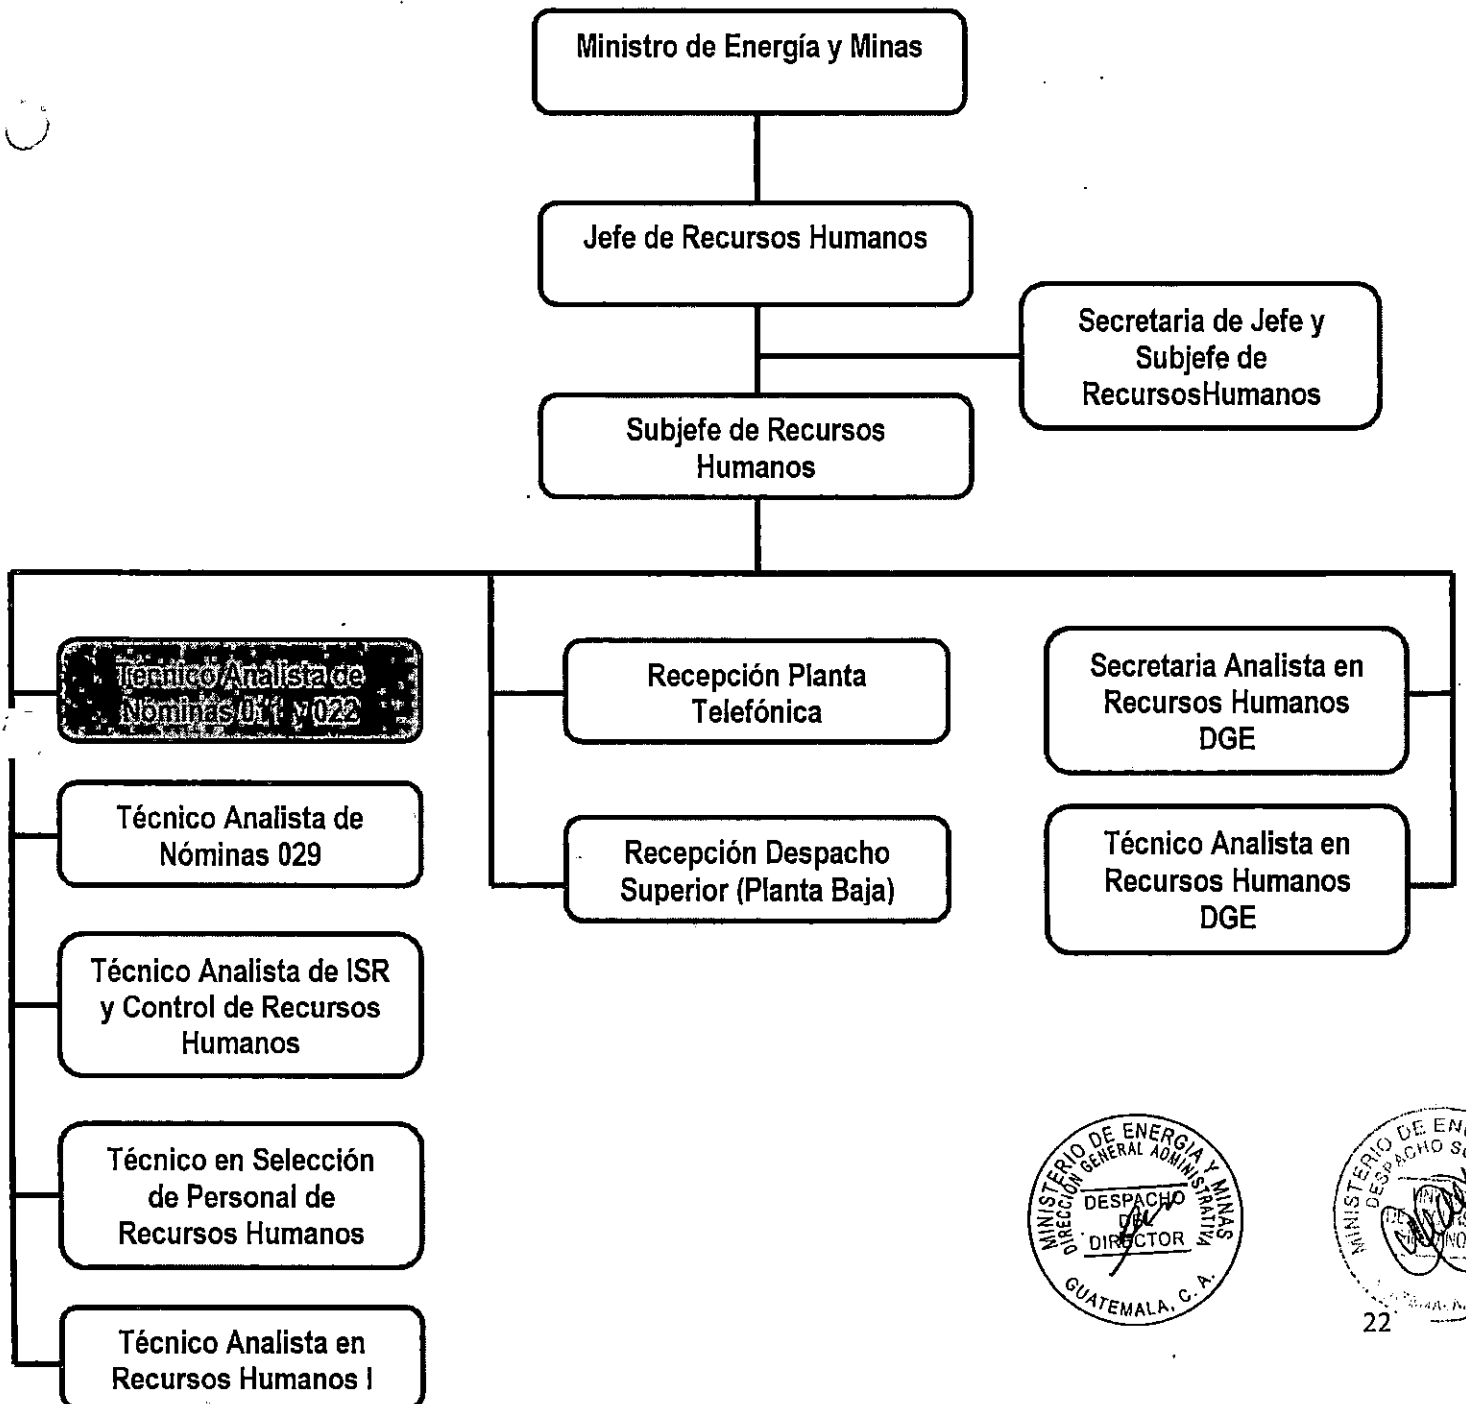 Ministro de Energía y Minas
Jefe de Recursos Humanos
Secretaria de Jefe y
Subjefe de
RecursosHumanos
Subjefe de Recursos
Humanos
Técnico Analista de
Nóminas 011 y 022
Técnico Analista de
Nóminas 029
Técnico Analista de ISR
y Control de Recursos
Humanos
Técnico en Selección
de Personal de
Recursos Humanos
Técnico Analista en
Recursos Humanos I
Recepción Planta
Telefónica
Recepción Despacho
Superior (Planta Baja)
Secretaria Analista en
Recursos Humanos
DGE
Técnico Analista en
Recursos Humanos
DGE
MINISTERIO DE ENERGIA Y MINAS
DIRECCIÓN GENERAL ADMINISTRATIVA
DESPACHO
DEL
DIRECTOR
GUATEMALA, C. A.
MINISTERIO DE
DESPACHO
22